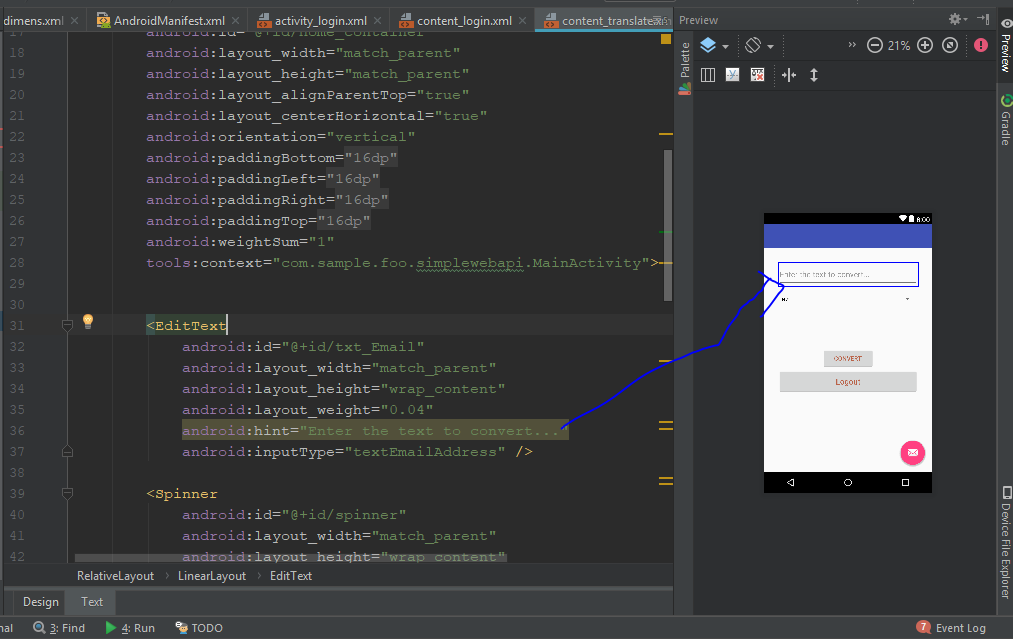 dimens.xml AndroidManifest.xml activity_login.xml content_login.xml content_translate Preview
17 android:id="@+id/home_container
18 android:layout_width="match_parent"
19 android:layout_height="match_parent"
20 android:layout_alignParentTop="true"
21 android:layout_centerHorizontal="true"
22 android:orientation="vertical"
23 android:paddingBottom="16dp"
24 android:paddingLeft="16dp"
25 android:paddingRight="16dp"
26 android:paddingTop="16dp"
27 android:weightSum="1"
28 tools:context="com.sample.foo.simplewebapi.MainActivity">
29
30
31 <EditText
32 android:id="@+id/txt_Email"
33 android:layout_width="match_parent"
34 android:layout_height="wrap_content"
35 android:layout_weight="0.04"
36 android:hint="Enter the text to convert...
37 android:inputType="textEmailAddress" />
38
39 <Spinner
40 android:id="@+id/spinner"
41 android:layout_width="match_parent"
42 android:layout_height="wrap_content"
RelativeLayout LinearLayout EditText
Design Text
nal 3: Find 4: Run TODO
Palette
21%
8:00
Enter the text to convert...
CONVERT
Logout
Preview
Gradle
Device File Explorer
7 Event Log